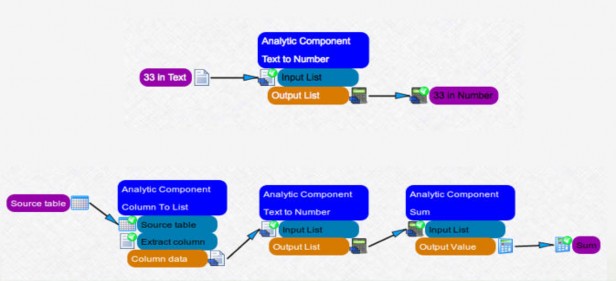 Analytic Component
Text to Number
33 in Text
Input List
Output List
33 in Number
Analytic Component
Column To List
Source table
Source table
Extract column
Column data
Analytic Component
Text to Number
Input List
Output List
Analytic Component
Sum
Input List
Output Value
Sum